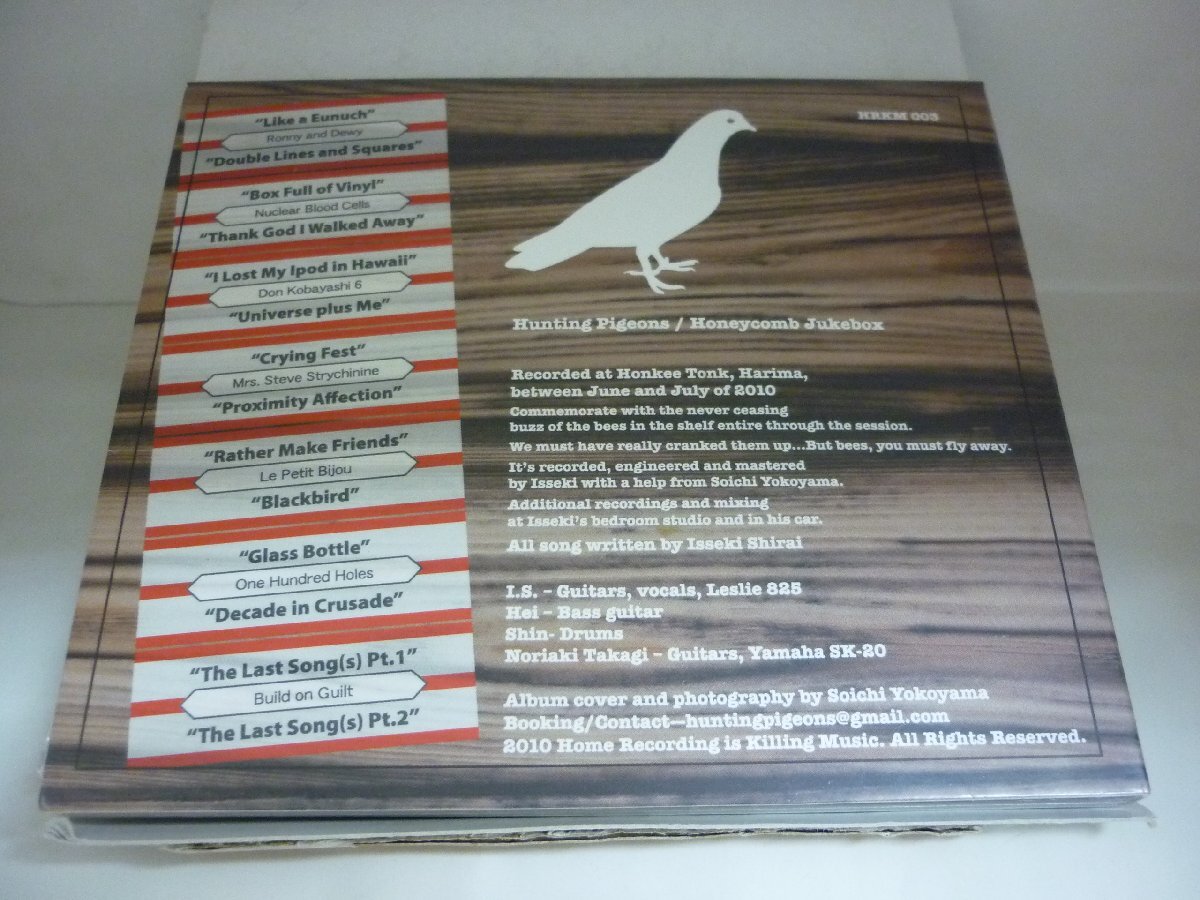 “Like a Eunuch”
Ronny and Dewy
“Double Lines and Squares”
“Box Full of Vinyl”
Nuclear Blood Cells
“Thank God I Walked Away”
“I Lost My Ipod in Hawaii”
Don Kobayashi 6
“Universe plus Me”
“Crying Fest”
Mrs. Steve Strychinine
“Proximity Affection”
“Rather Make Friends”
Le Petit Bijou
“Blackbird”
“Glass Bottle”
One Hundred Holes
“Decade in Crusade”
“The Last Song(s) Pt.1”
Build on Guilt
“The Last Song(s) Pt.2”
HRKM 003
Hunting Pigeons / Honeycomb Jukebox
Recorded at Honkee Tonk, Harima,
between June and July of 2010
Commemorate with the never ceasing
buzz of the bees in the shelf entire through the session.
We must have really cranked them up...But bees, you must fly away.
It’s recorded, engineered and mastered
by Isseki with a help from Soichi Yokoyama.
Additional recordings and mixing
at Isseki’s bedroom studio and in his car.
All song written by Isseki Shirai
I.S. – Guitars, vocals, Leslie 825
Hei – Bass guitar
Shin- Drums
Noriaki Takagi – Guitars, Yamaha SK-20
Album cover and photography by Soichi Yokoyama
Booking/Contact—huntingpigeons@gmail.com
2010 Home Recording is Killing Music. All Rights Reserved.